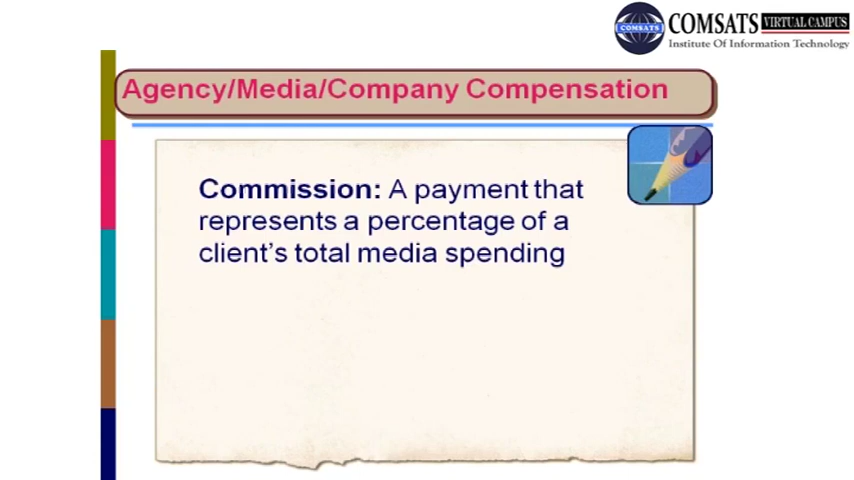 COMSATS VIRTUAL CAMPUS
COMSATS
Institute Of Information Technology
Agency/Media/Company Compensation
Commission: A payment that
represents a percentage of a
client's total media spending